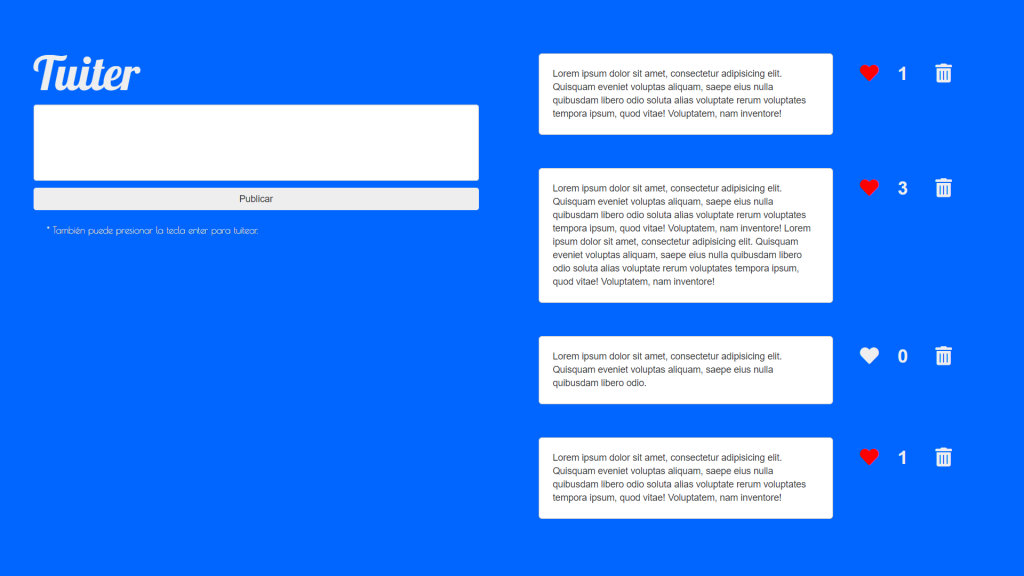 Tuiter
Publicar
* También puede presionar la tecla enter para tuitear.
Lorem ipsum dolor sit amet, consectetur adipisicing elit.
Quisquam eveniet voluptas aliquam, saepe eius nulla
quibusdam libero odio soluta alias voluptate rerum voluptates
tempora ipsum, quod vitae! Voluptatem, nam inventore!
1
Lorem ipsum dolor sit amet, consectetur adipisicing elit.
Quisquam eveniet voluptas aliquam, saepe eius nulla
quibusdam libero odio soluta alias voluptate rerum voluptates
tempora ipsum, quod vitae! Voluptatem, nam inventore! Lorem
ipsum dolor sit amet, consectetur adipisicing elit. Quisquam
eveniet voluptas aliquam, saepe eius nulla quibusdam libero
odio soluta alias voluptate rerum voluptates tempora ipsum,
quod vitae! Voluptatem, nam inventore!
3
Lorem ipsum dolor sit amet, consectetur adipisicing elit.
Quisquam eveniet voluptas aliquam, saepe eius nulla
quibusdam libero odio.
0
Lorem ipsum dolor sit amet, consectetur adipisicing elit.
Quisquam eveniet voluptas aliquam, saepe eius nulla
quibusdam libero odio soluta alias voluptate rerum voluptates
tempora ipsum, quod vitae! Voluptatem, nam inventore!
1